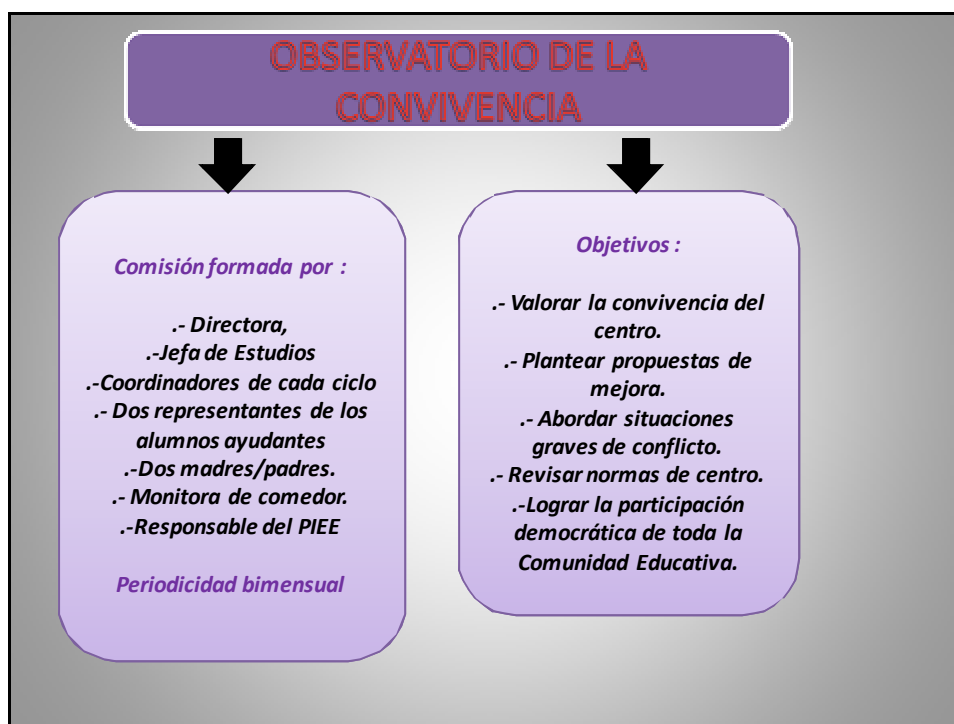 OBSERVATORIO DE LA
CONVIVENCIA
Comisión formada por :
.- Directora,
.-Jefa de Estudios
.-Coordinadores de cada ciclo
.- Dos representantes de los
alumnos ayudantes
.-Dos madres/padres.
.- Monitora de comedor.
.-Responsable del PIEE
Periodicidad bimensual
Objetivos :
.- Valorar la convivencia del
centro.
.- Plantear propuestas de
mejora.
.- Abordar situaciones
graves de conflicto.
.- Revisar normas de centro.
.-Lograr la participación
democrática de toda la
Comunidad Educativa.